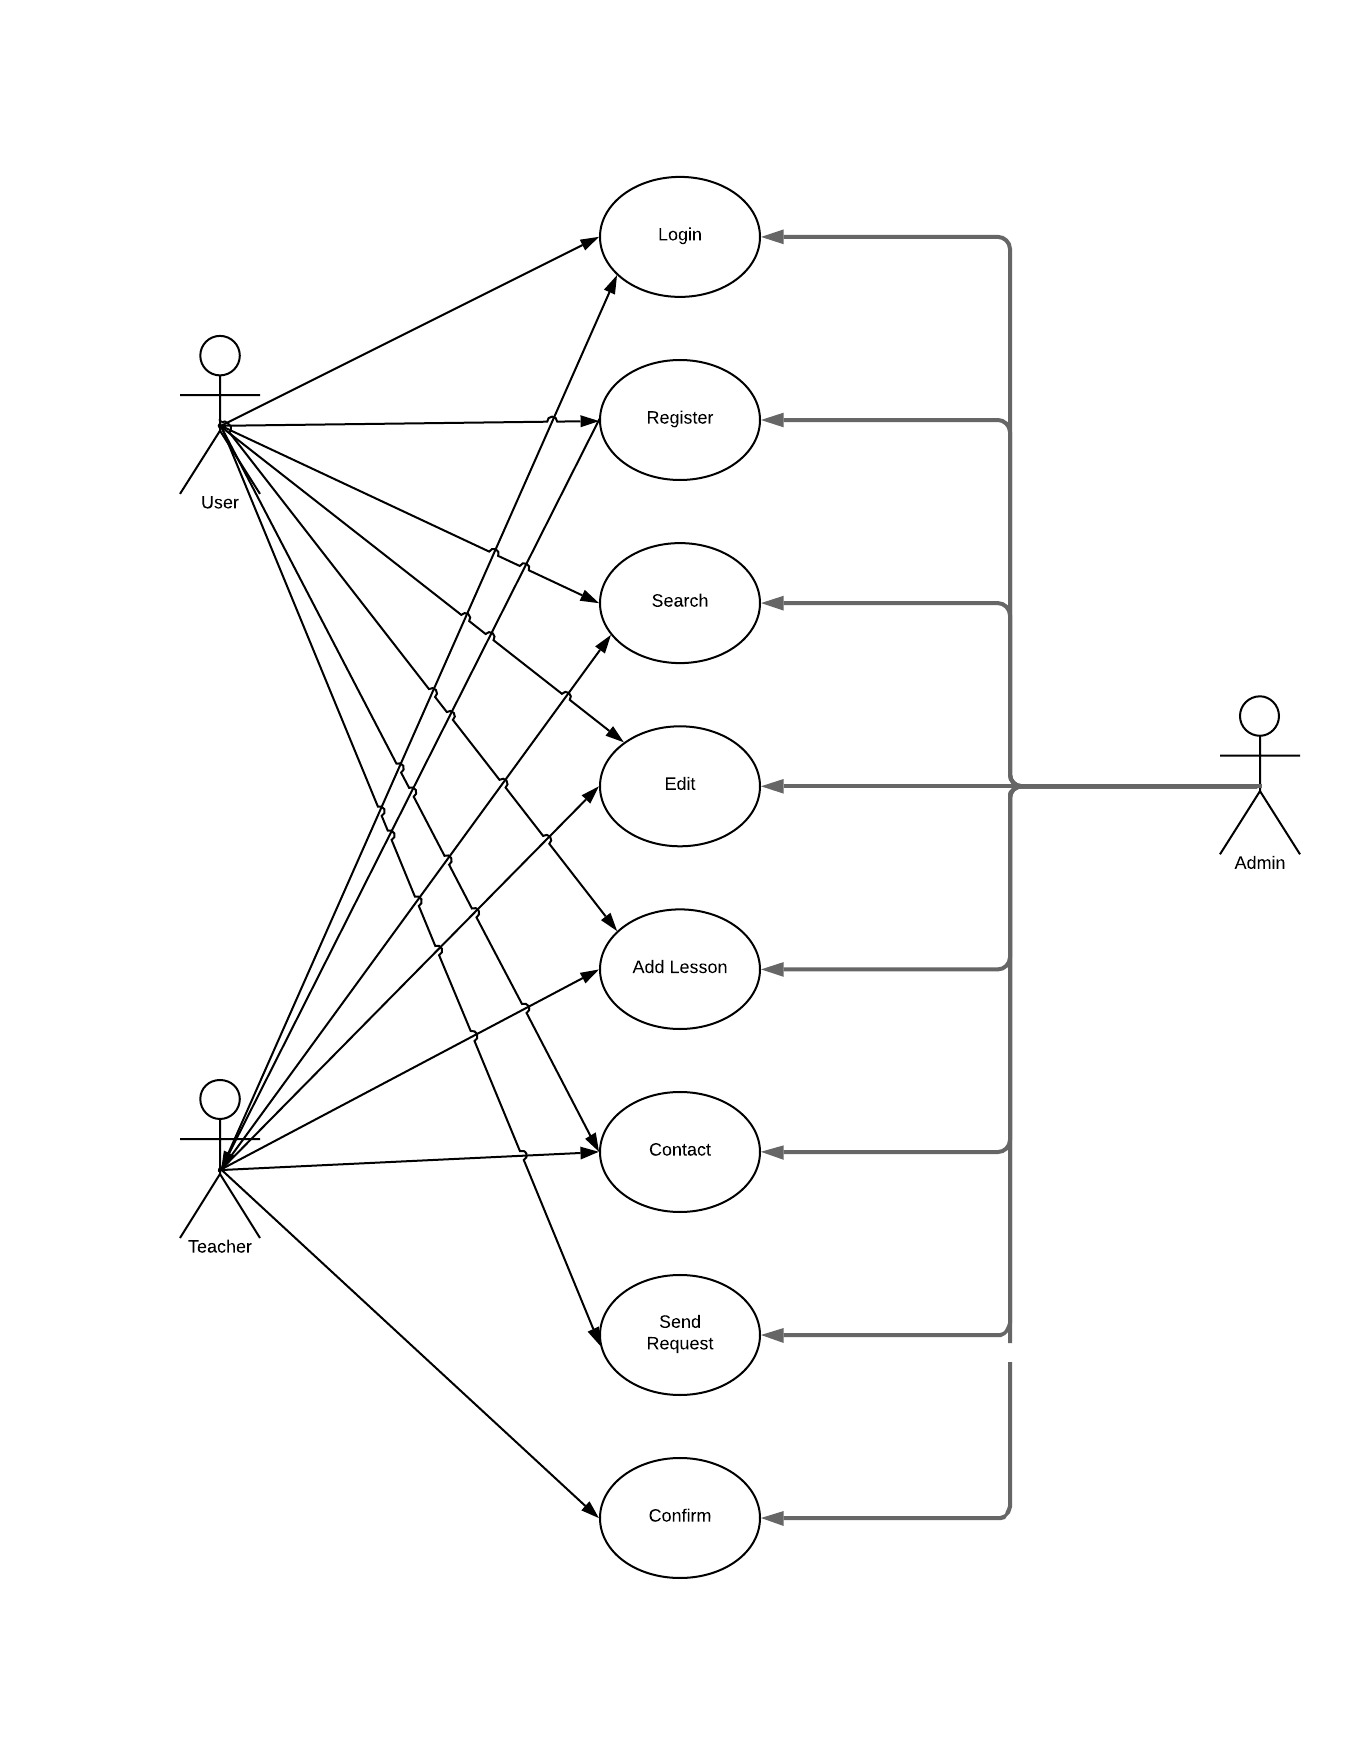 Login
Register
User
Search
Edit
Admin
Add Lesson
Contact
Teacher
Send
Request
Confirm